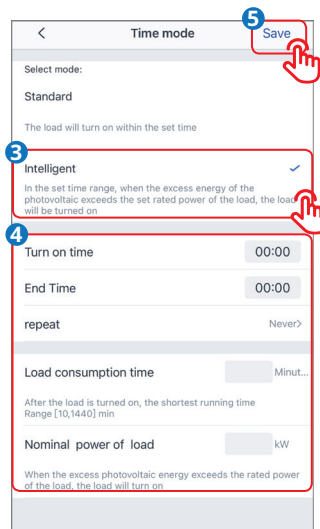 5
< Time mode Save
Select mode:
Standard
The load will turn on within the set time
3
Intelligent
In the set time range, when the excess energy of the
photovoltaic exceeds the set rated power of the load, the load
will be turned on
4
Turn on time 00:00
End Time 00:00
repeat Never>
Load consumption time Minut...
After the load is turned on, the shortest running time
Range [10,1440] min
Nominal power of load kW
When the excess photovoltaic energy exceeds the rated power
of the load, the load will turn on